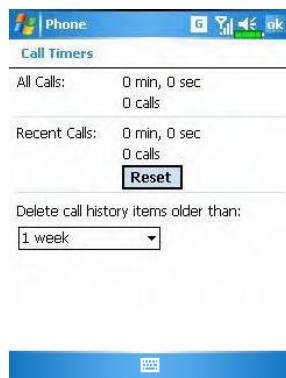 Phone
G
ok
Call Timers
All Calls: 0 min, 0 sec
0 calls
Recent Calls: 0 min, 0 sec
0 calls
Reset
Delete call history items older than:
1 week